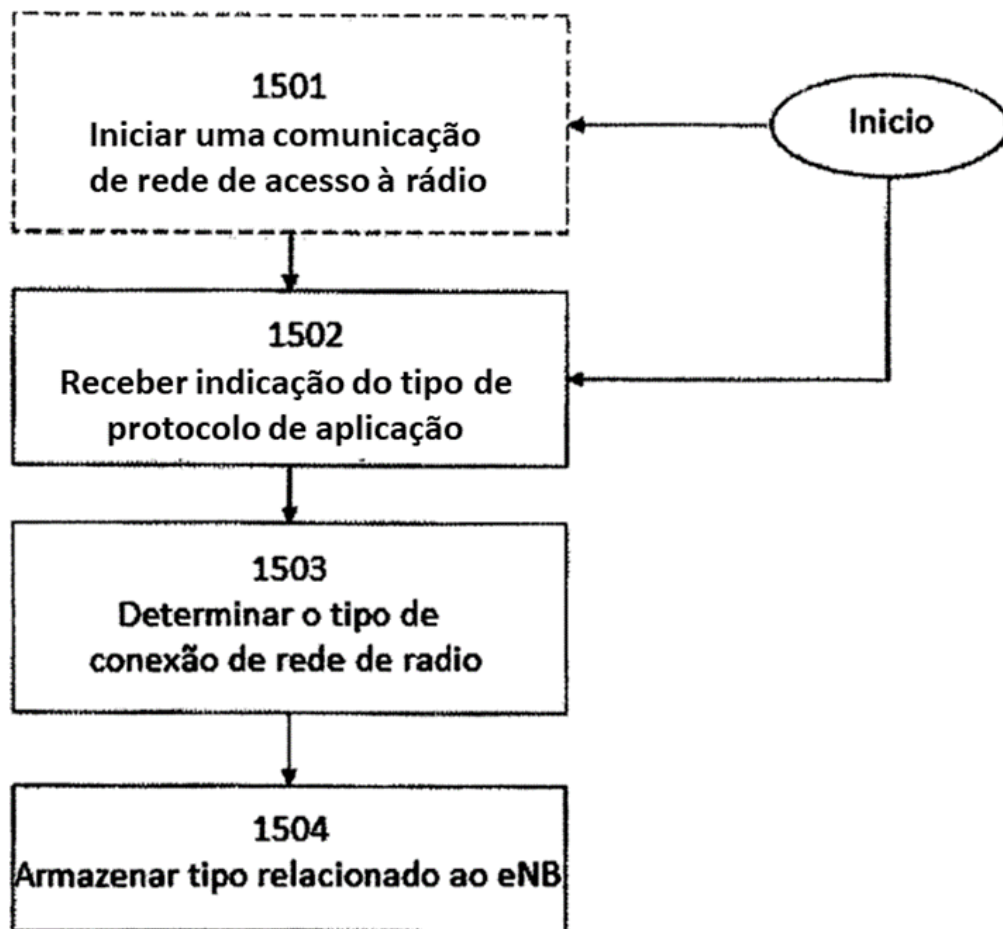 1501
Iniciar uma comunicação
de rede de acesso à rádio
Inicio
1502
Receber indicação do tipo de
protocolo de aplicação
1503
Determinar o tipo de
conexão de rede de radio
1504
Armazenar tipo relacionado ao eNB